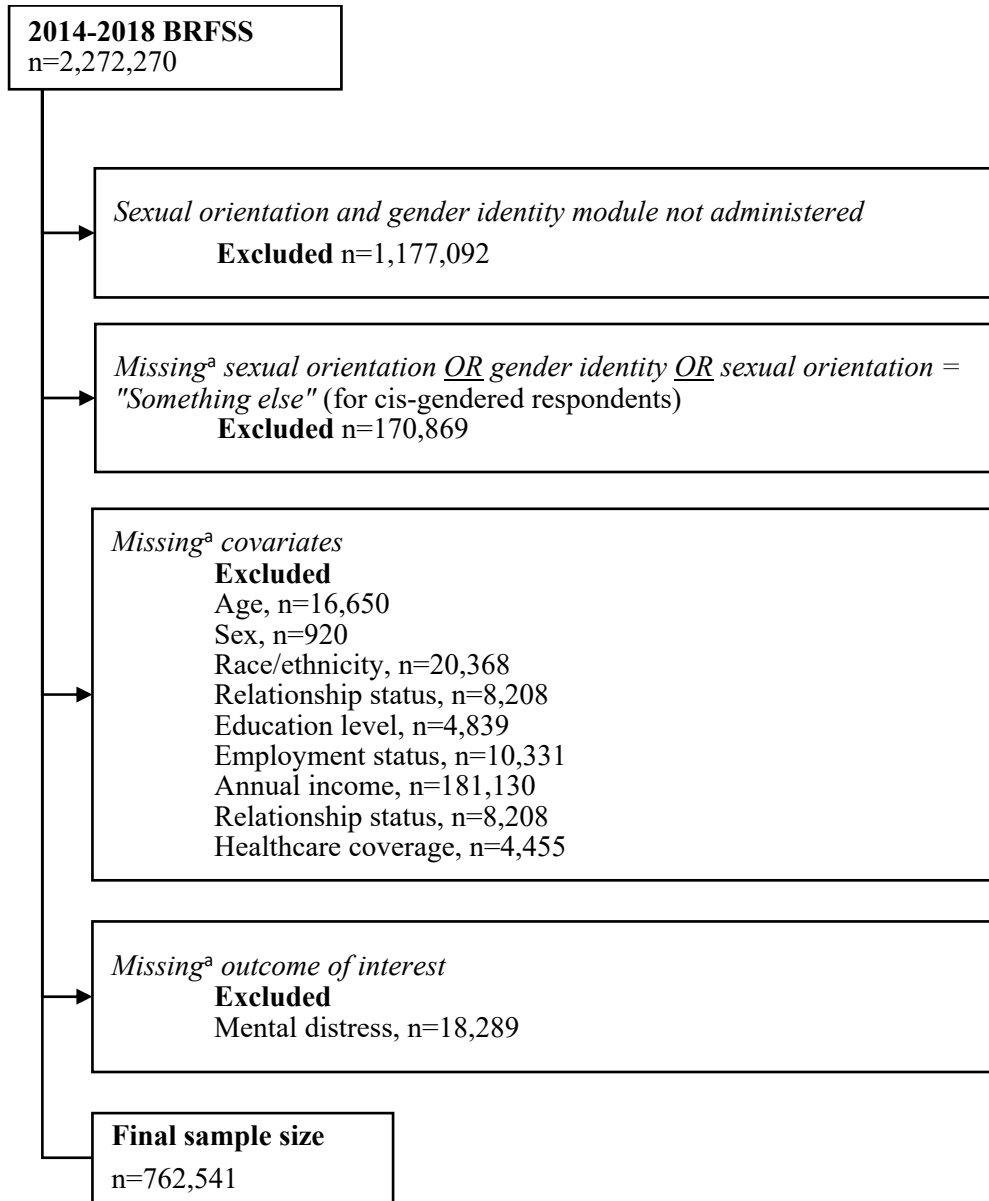 2014-2018 BRFSS
n=2,272,270
Sexual orientation and gender identity module not administered
Excluded n=1,177,092
Missingᵃ sexual orientation OR gender identity OR sexual orientation =
"Something else" (for cis-gendered respondents)
Excluded n=170,869
Missingᵃ covariates
Excluded
Age, n=16,650
Sex, n=920
Race/ethnicity, n=20,368
Relationship status, n=8,208
Education level, n=4,839
Employment status, n=10,331
Annual income, n=181,130
Relationship status, n=8,208
Healthcare coverage, n=4,455
Missingᵃ outcome of interest
Excluded
Mental distress, n=18,289
Final sample size
n=762,541